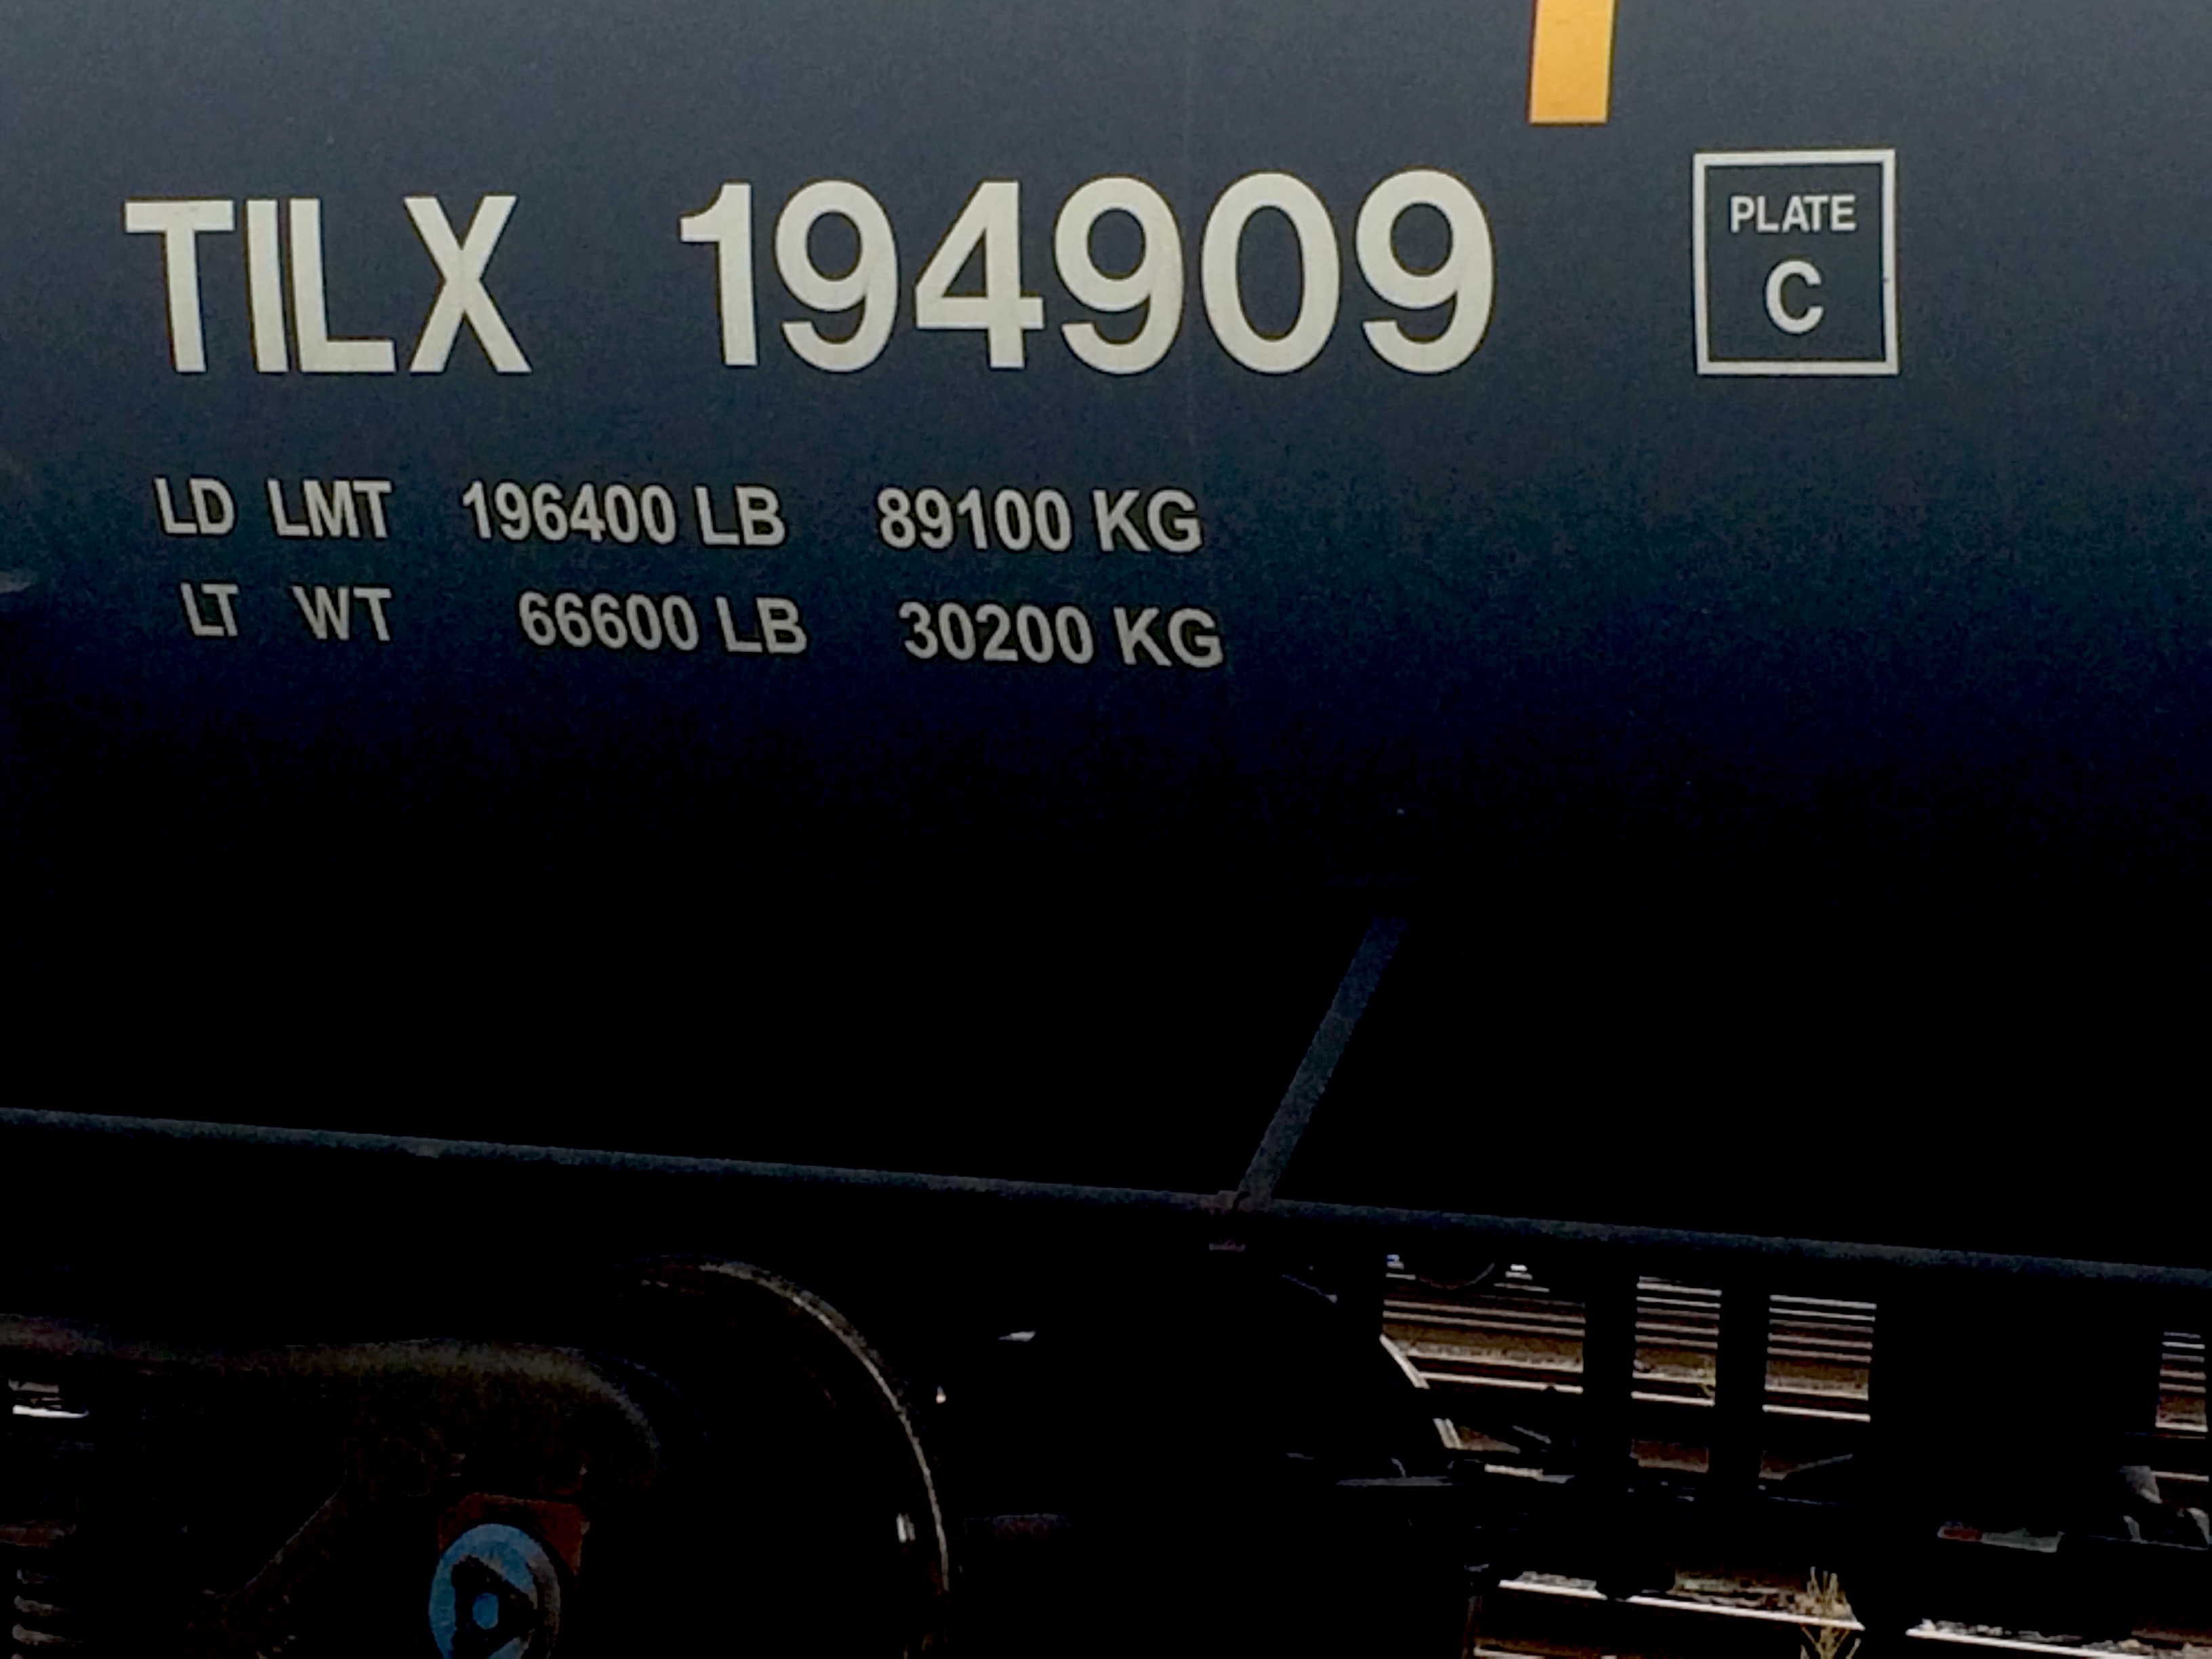 TILX 194909
PLATE
C
LD LMT 196400 LB 89100 KG
LT WT 66600 LB 30200 KG